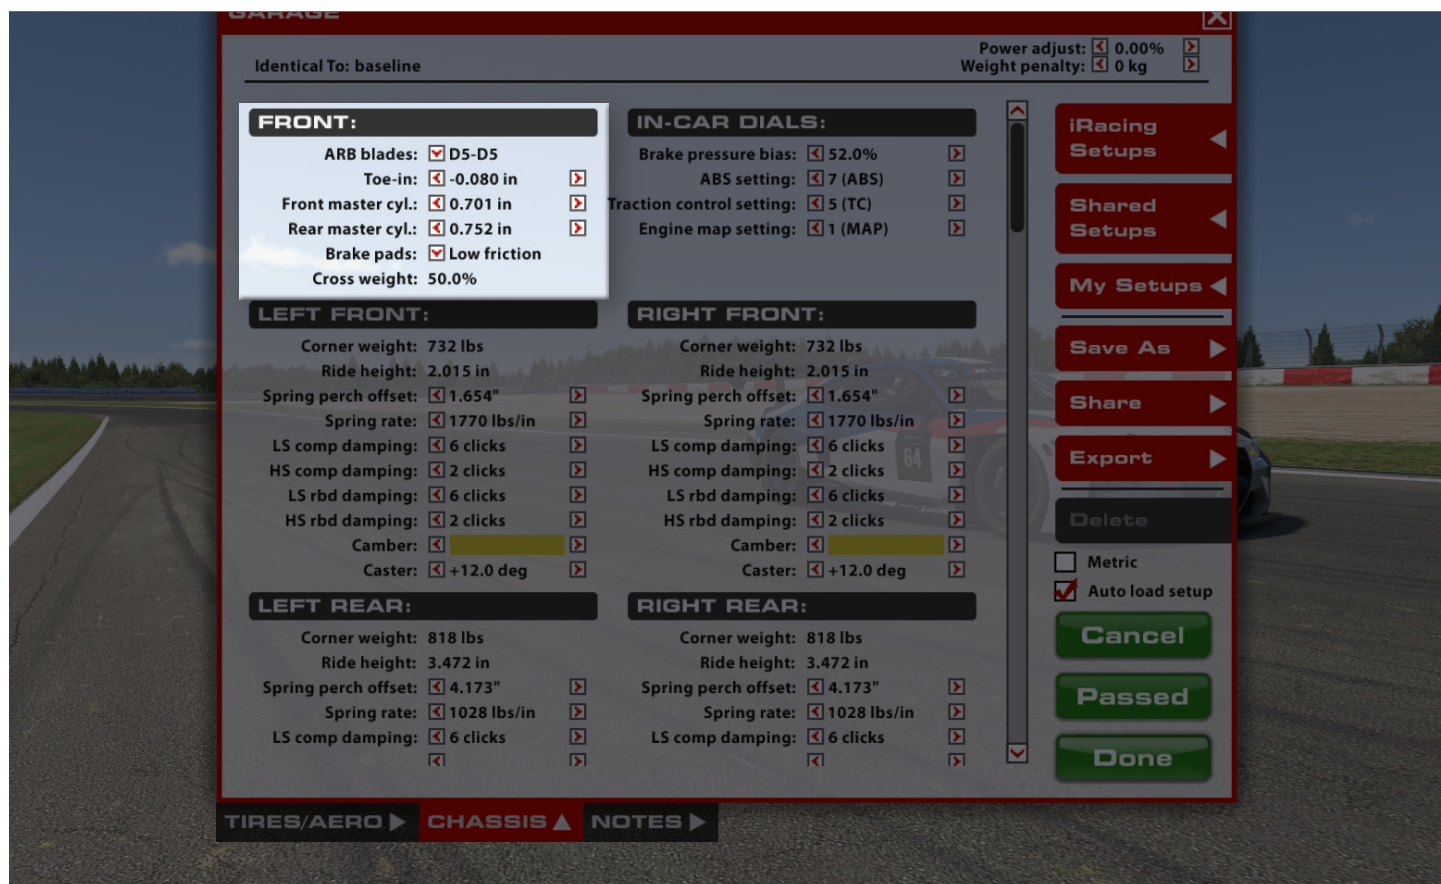 GARAGE
Power adjust: 0.00%
Identical To: baseline
Weight penalty: 0 kg
FRONT:
ARB blades: D5-D5
Toe-in: -0.080 in
Front master cyl.: 0.701 in
Rear master cyl.: 0.752 in
Brake pads: Low friction
Cross weight: 50.0%
IN-CAR DIALS:
Brake pressure bias: 52.0%
ABS setting: 7 (ABS)
Traction control setting: 5 (TC)
Engine map setting: 1 (MAP)
LEFT FRONT:
Corner weight: 732 lbs
Ride height: 2.015 in
Spring perch offset: 1.654"
Spring rate: 1770 lbs/in
LS comp damping: 6 clicks
HS comp damping: 2 clicks
LS rbd damping: 6 clicks
HS rbd damping: 2 clicks
Camber:
Caster: +12.0 deg
RIGHT FRONT:
Corner weight: 732 lbs
Ride height: 2.015 in
Spring perch offset: 1.654"
Spring rate: 1770 lbs/in
LS comp damping: 6 clicks
HS comp damping: 2 clicks
LS rbd damping: 6 clicks
HS rbd damping: 2 clicks
Camber:
Caster: +12.0 deg
64
LEFT REAR:
Corner weight: 818 lbs
Ride height: 3.472 in
Spring perch offset: 4.173"
Spring rate: 1028 lbs/in
LS comp damping: 6 clicks
RIGHT REAR:
Corner weight: 818 lbs
Ride height: 3.472 in
Spring perch offset: 4.173"
Spring rate: 1028 lbs/in
LS comp damping: 6 clicks
iRacing
Setups
Shared
Setups
My Setups
Save As
Share
Export
Delete
Metric
Auto load setup
Cancel
Passed
Done
TIRES/AERO
CHASSIS
NOTES